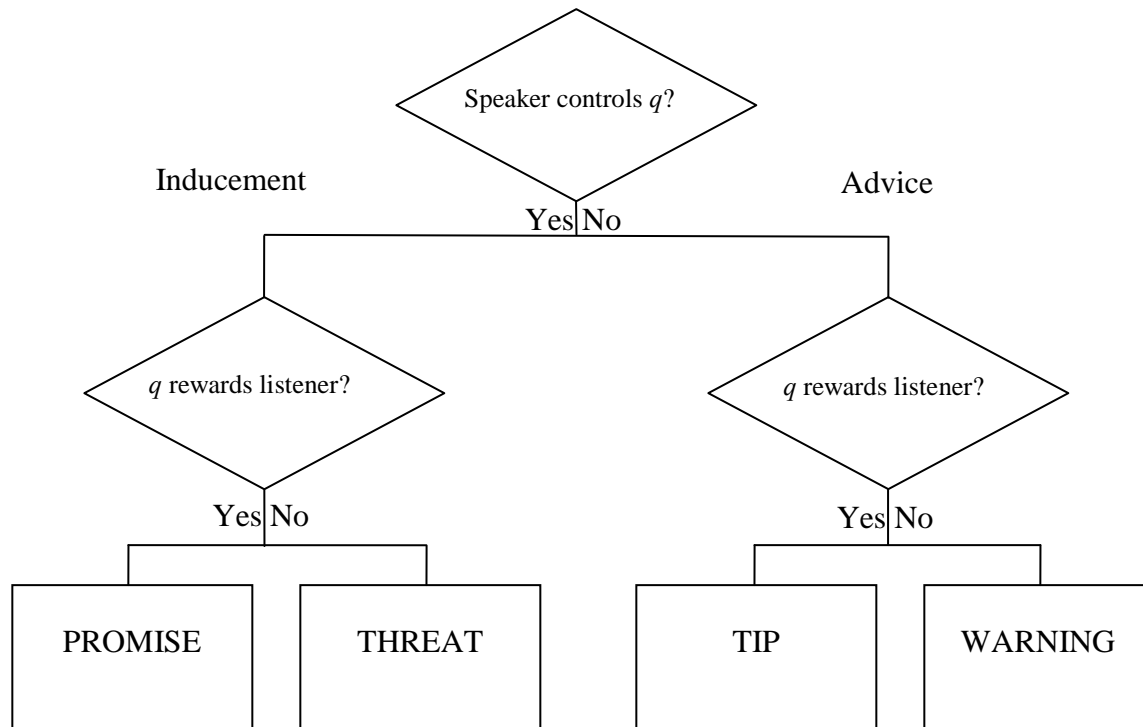 Speaker controls q?
Inducement
Advice
Yes No
q rewards listener?
q rewards listener?
Yes No
Yes No
PROMISE
THREAT
TIP
WARNING